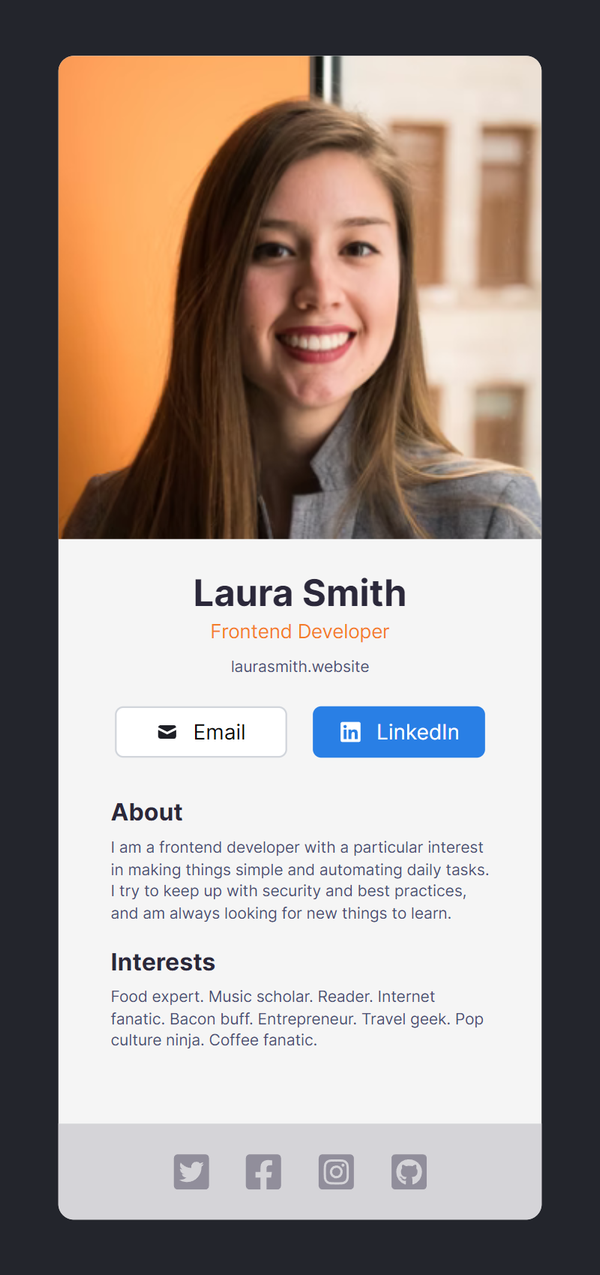 Laura Smith
Frontend Developer
laurasmith.website
Email
LinkedIn
About
I am a frontend developer with a particular interest
in making things simple and automating daily tasks.
I try to keep up with security and best practices,
and am always looking for new things to learn.
Interests
Food expert. Music scholar. Reader. Internet
fanatic. Bacon buff. Entrepreneur. Travel geek. Pop
culture ninja. Coffee fanatic.